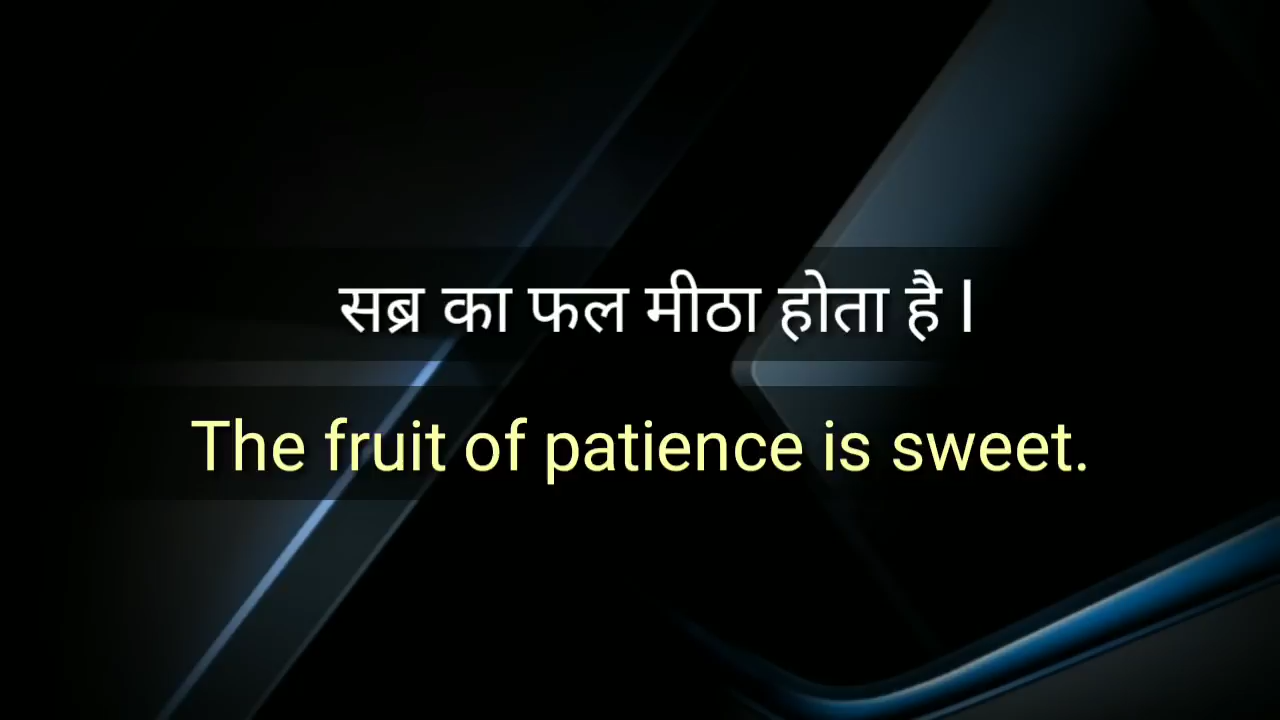 सब्र का फल मीठा होता है l
The fruit of patience is sweet.